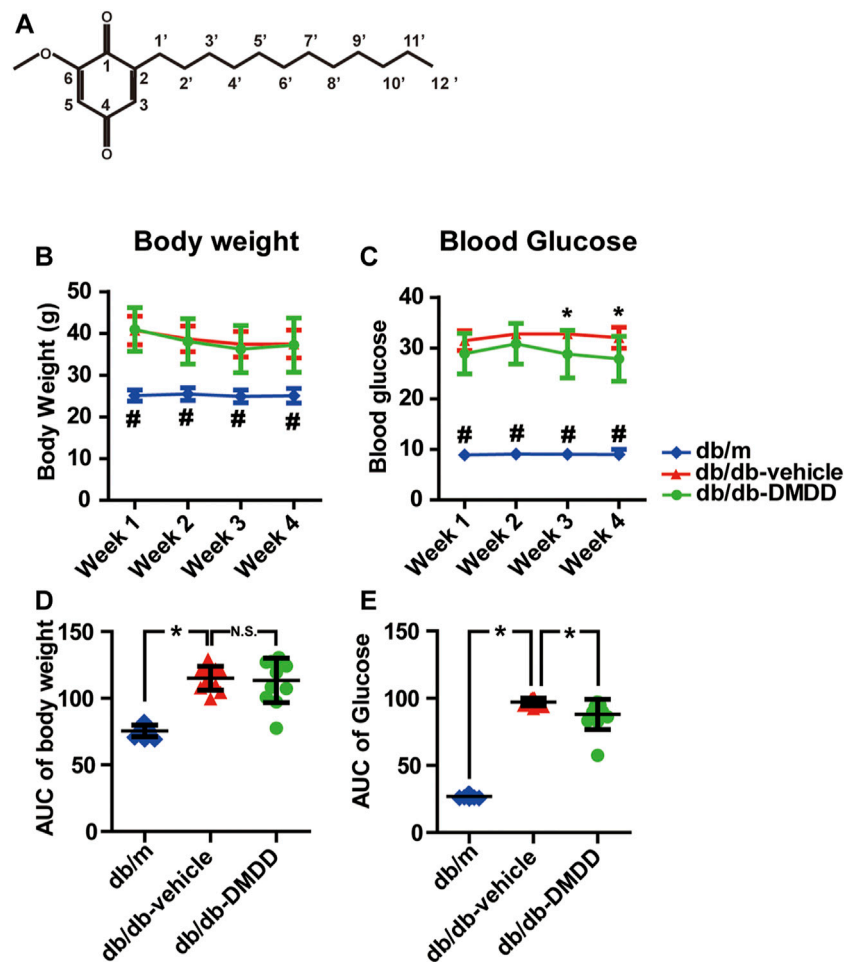 A
O
1' 3' 5' 7' 9' 11'
O 1
6 2
2' 4' 6' 8' 10' 12 '
5 4 3
O
B Body weight
C Blood Glucose
Body Weight (g)
50
40
30
20
10
0
# # # #
Week 1 Week 2 Week 3 Week 4
Blood glucose
40
30
20
10
0
* *
# # # #
Week 1 Week 2 Week 3 Week 4
db/m
db/db-vehicle
db/db-DMDD
D
AUC of body weight
150
100
50
0
* N.S.
db/m
db/db-vehicle
db/db-DMDD
E
AUC of Glucose
150
100
50
0
* *
db/m
db/db-vehicle
db/db-DMDD